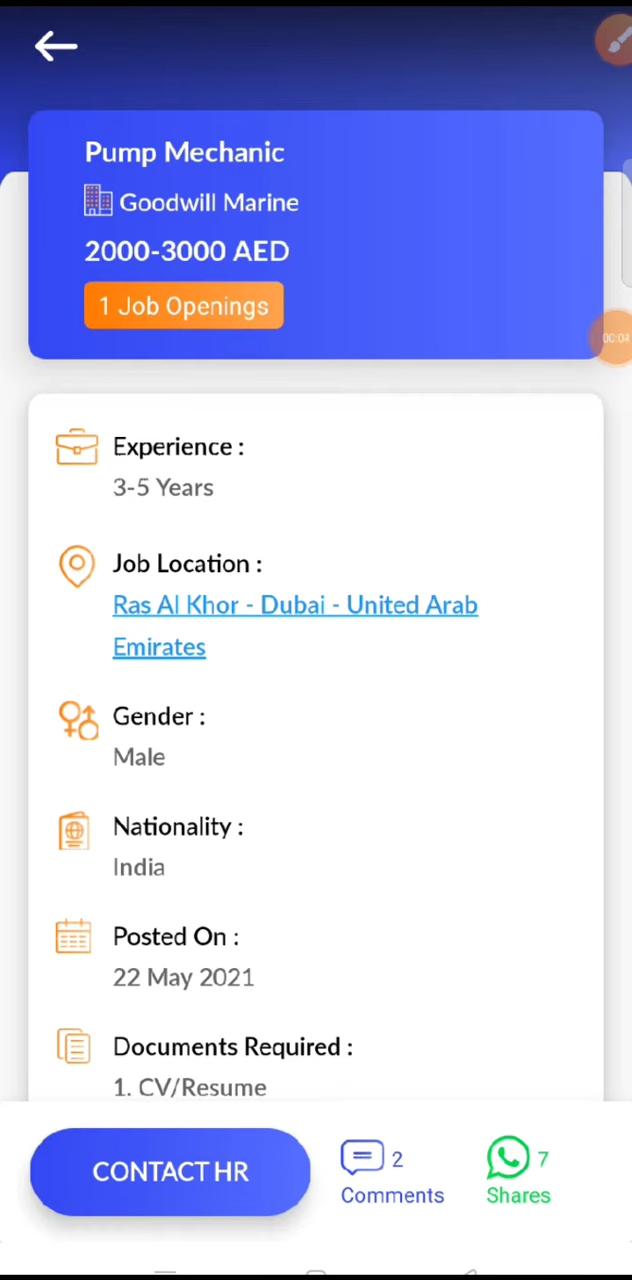 Pump Mechanic
Goodwill Marine
2000-3000 AED
1 Job Openings
00:04
Experience :
3-5 Years
Job Location :
Ras Al Khor - Dubai - United Arab
Emirates
Gender :
Male
Nationality :
India
Posted On :
22 May 2021
Documents Required :
1. CV/Resume
CONTACT HR
2
Comments
7
Shares